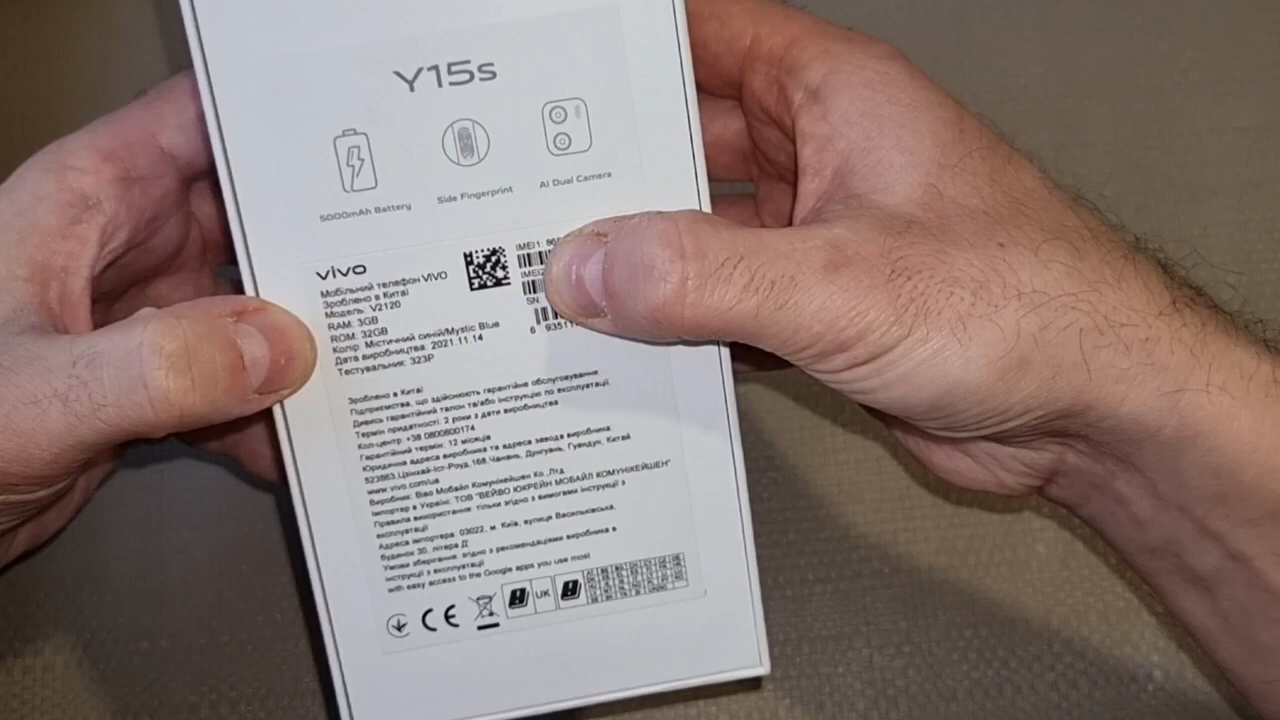 Y15s
5000mAh Battery
Side Fingerprint
AI Dual Camera
vivo
Мобільний телефон VIVO
Зроблено в Китаї
Модель: V2120
RAM: 3GB
ROM: 32GB
Колір: Містичний синій/Mystic Blue
Дата виробництва: 2021.11.14
Тестувальник: 323P
IMEI1: 86
IMEI2
SN:
6 93511
Зроблено в Китаї
Підприємства, що здійснюють гарантійне обслуговування:
Дивись гарантійний талон та/або інструкцію по експлуатації
Термін придатності: 2 роки з дати виробництва
Кол-центр: +38 0800800174
Гарантійний термін: 12 місяців
Юридична адреса виробника та адреса заводу виробника:
523863,Цзінхай-Іст-Роуд,168,Чанань, Дунгуань, Гуандун, Китай
www.vivo.com/ua
Виробник: Віво Мобайл Комунікейшен Ко.,Лтд
Імпортер в Україні: ТОВ "ВЕЙВО ЮКРЕЙН МОБАЙЛ КОМУНІКЕЙШЕН"
Правила використання: тільки згідно з вимогами інструкції з
експлуатації
Адреса імпортера: 03022, м. Київ, вулиця Васильківська,
будинок 30, літера Д
Умови зберігання: згідно з рекомендаціями виробника в
інструкції з експлуатації
with easy access to the Google apps you use most
CE
UK